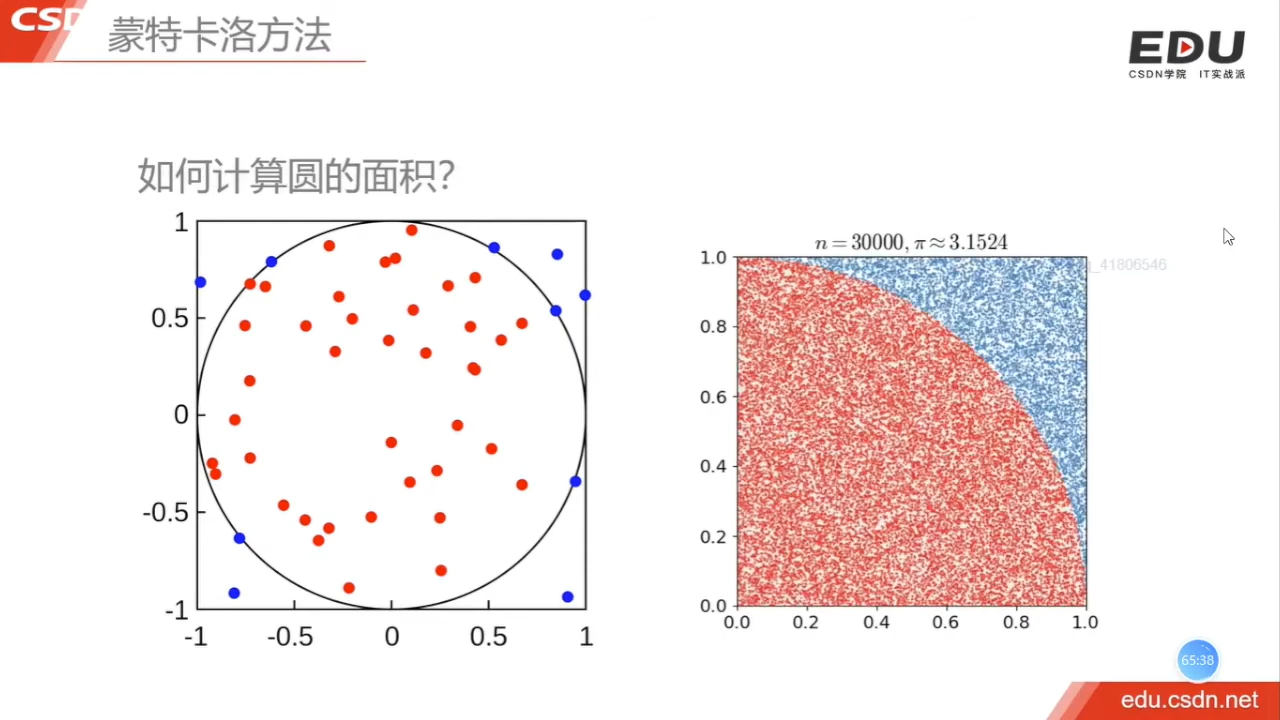 CSD
蒙特卡洛方法
EDU
CSDN学院 IT实战派
如何计算圆的面积?
1
0.5
0
-0.5
-1
-1 -0.5 0 0.5 1
n = 30000, π ≈ 3.1524
_41806546
1.0
0.8
0.6
0.4
0.2
0.0
0.0 0.2 0.4 0.6 0.8 1.0
65:38
edu.csdn.net